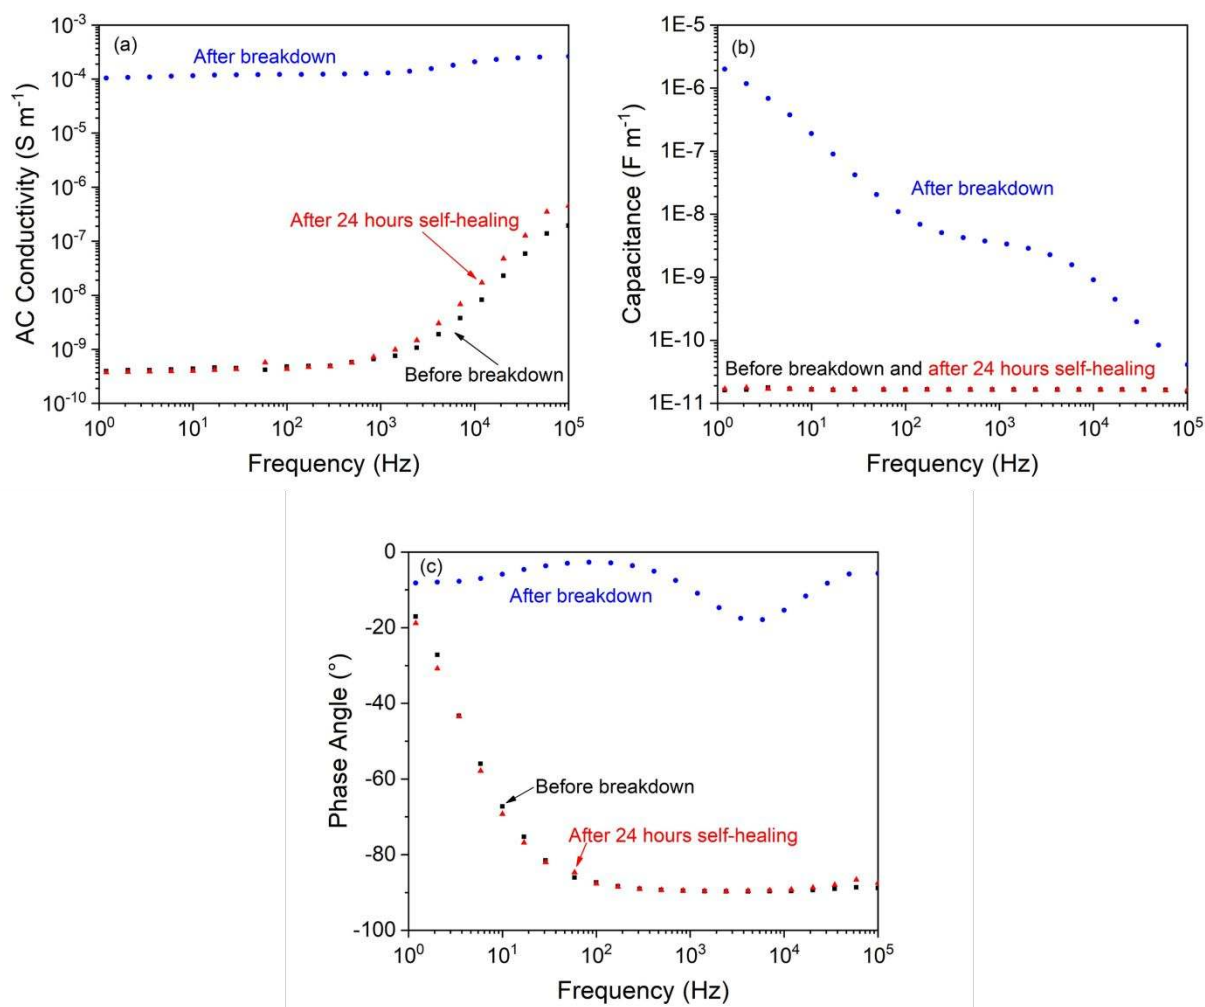 (a)
After breakdown
After 24 hours self-healing
Before breakdown
AC Conductivity (S m⁻¹)
10⁻³
10⁻⁴
10⁻⁵
10⁻⁶
10⁻⁷
10⁻⁸
10⁻⁹
10⁻¹⁰
10⁰ 10¹ 10² 10³ 10⁴ 10⁵
Frequency (Hz)
(b)
After breakdown
Before breakdown and after 24 hours self-healing
Capacitance (F m⁻¹)
1E-5
1E-6
1E-7
1E-8
1E-9
1E-10
1E-11
10⁰ 10¹ 10² 10³ 10⁴ 10⁵
Frequency (Hz)
(c)
After breakdown
Before breakdown
After 24 hours self-healing
Phase Angle (°)
0
-20
-40
-60
-80
-100
10⁰ 10¹ 10² 10³ 10⁴ 10⁵
Frequency (Hz)